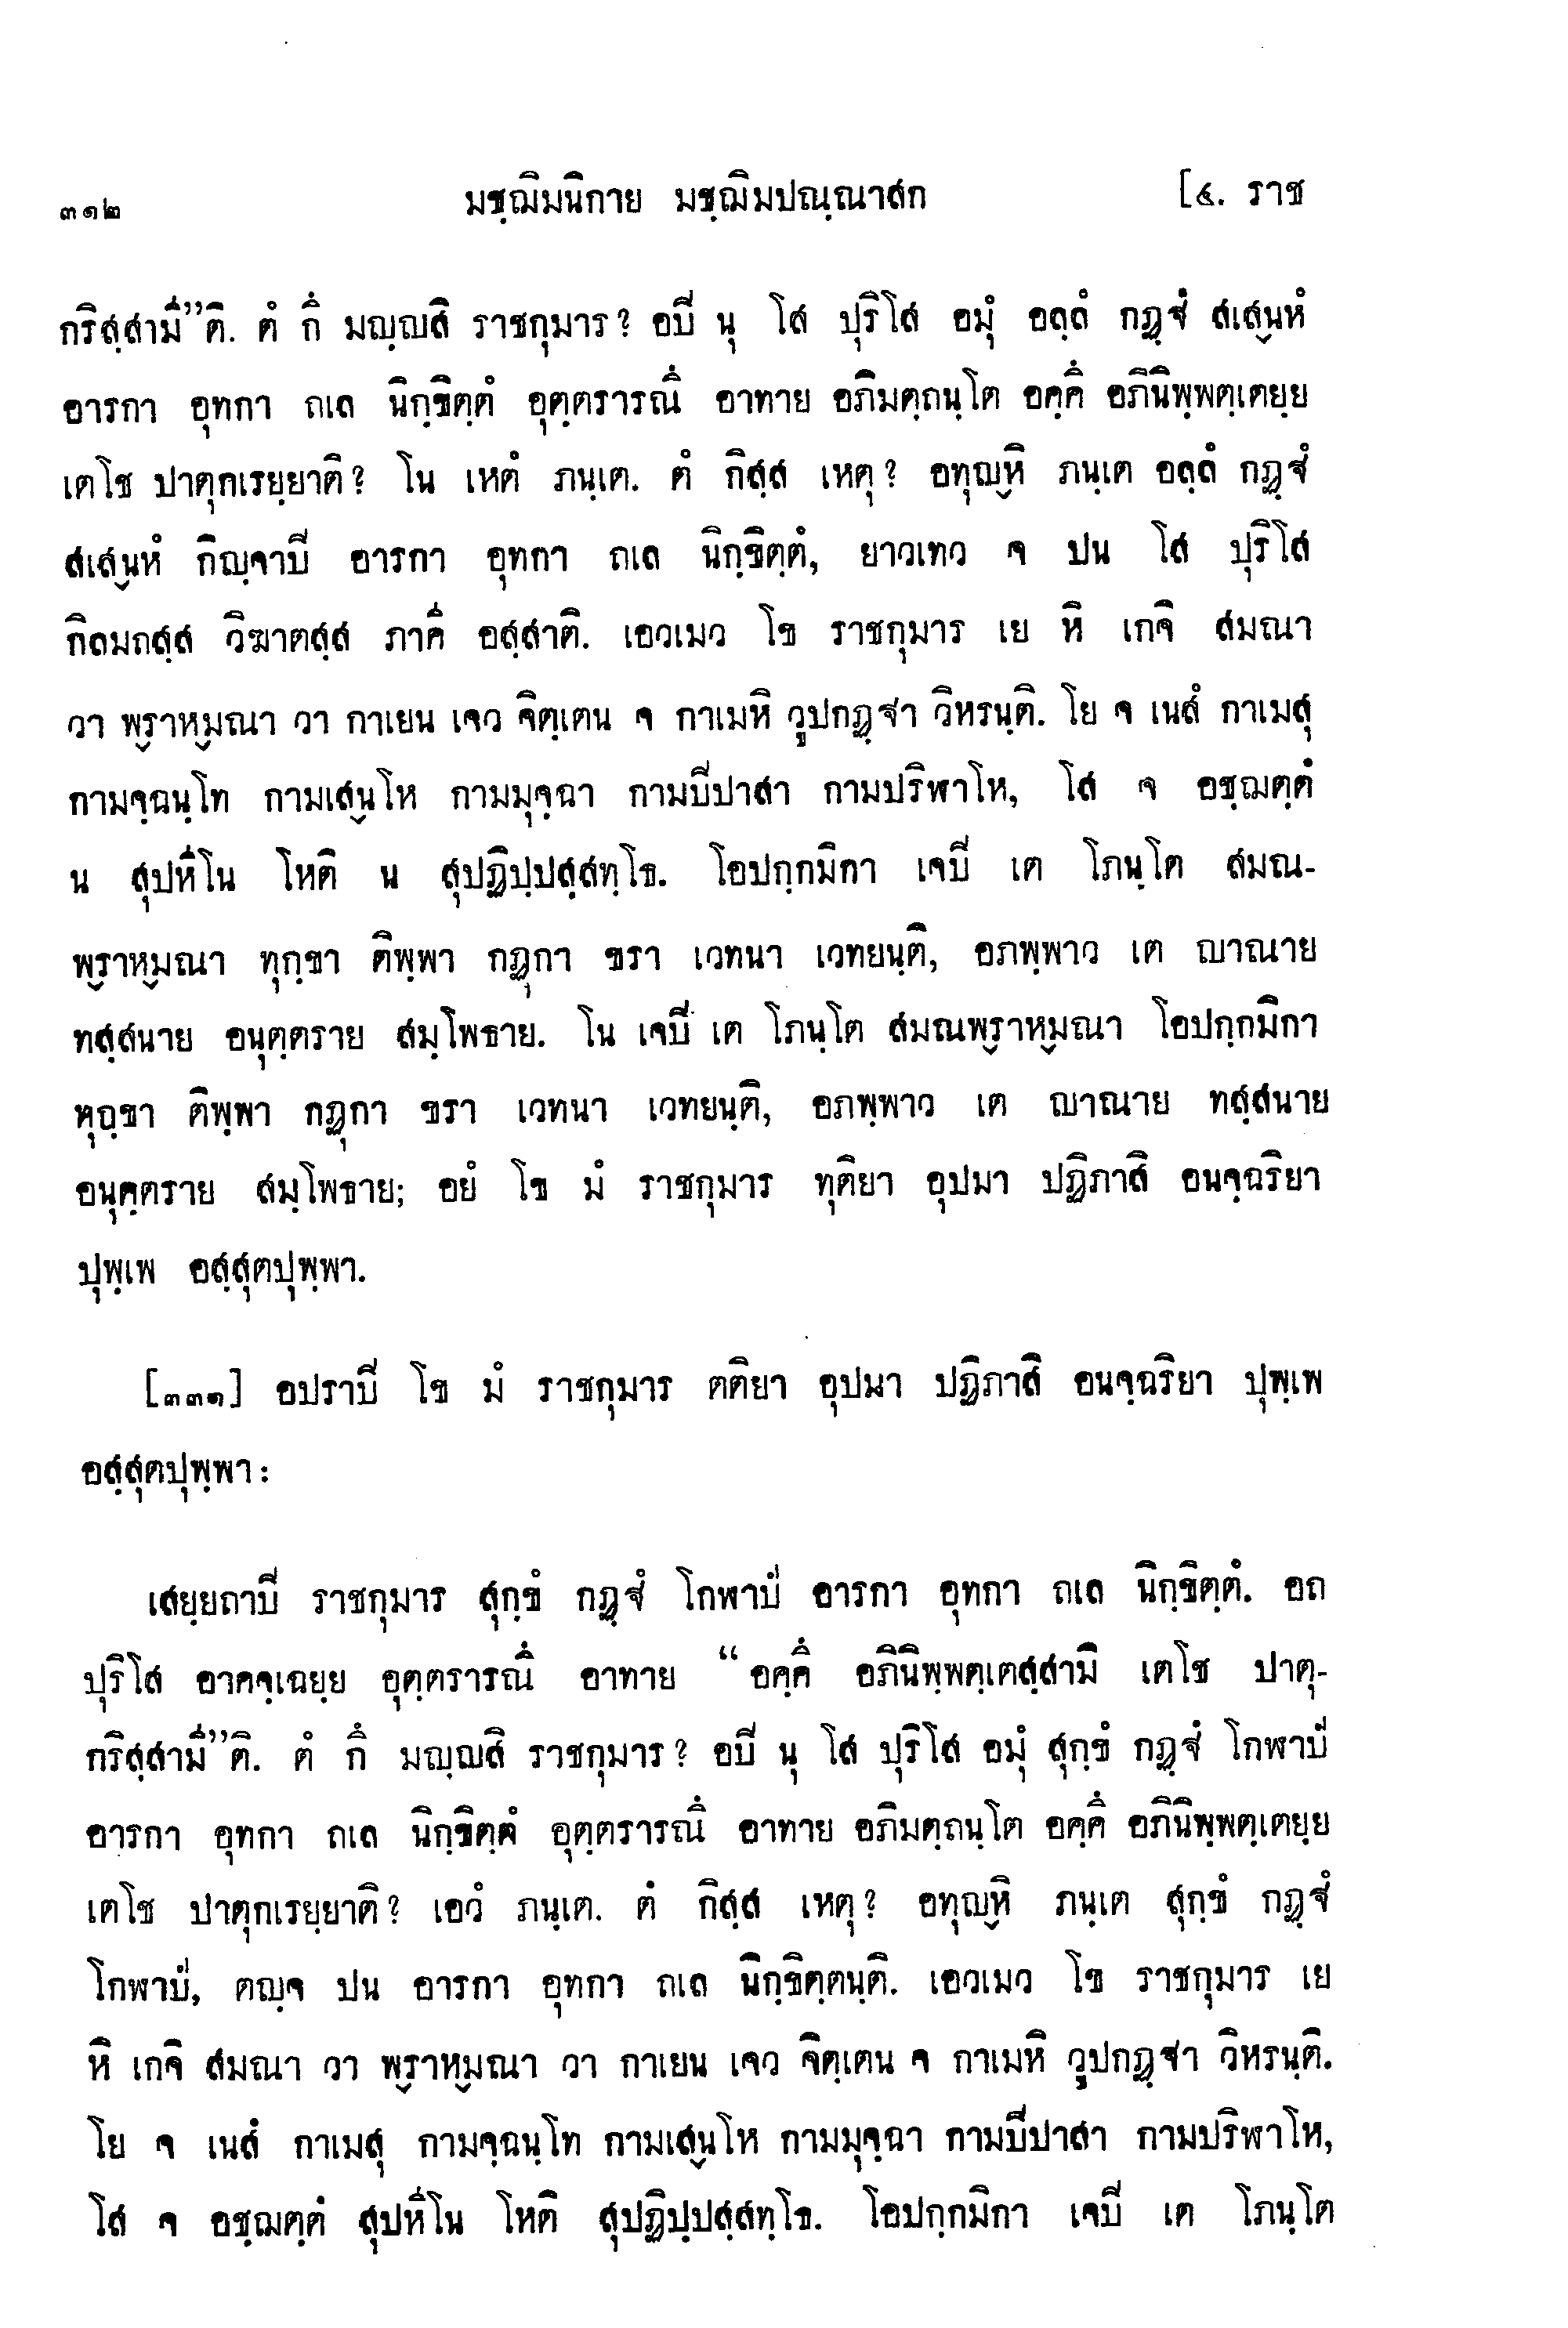 ๓๑๒ มชฺฌิมนิกาย มชฺฌิมปณฺณาสก [๔. ราช
กริสฺสามี”ติ. ตํ กึ มญฺญสิ ราชกุมาร? อปิ นุ โส ปุริโส อมุํ อลฺลํ กฏฺฐํ สเสฺนหํ
อารกา อุทกา ถเล นิกฺขิตฺตํ อุตฺตรารณึ อาทาย อภิมตฺถนฺโต อคฺคึ อภินิพฺพตฺเตยฺย
เตโช ปาตุกเรยฺยาติ? โน เหตํ ภนฺเต. ตํ กิสฺส เหตุ? อทุญฺหิ ภนฺเต อลฺลํ กฏฺฐํ
สเสฺนหํ กิญฺจาปิ อารกา อุทกา ถเล นิกฺขิตฺตํ, ยาวเทว จ ปน โส ปุริโส
กิลมถสฺส วิฆาตสฺส ภาคี อสฺสาติ. เอวเมว โข ราชกุมาร เย หิ เกจิ สมณา
วา พฺราหฺมณา วา กาเยน เจว จิตฺเตน จ กาเมหิ วูปกฏฺฐา วิหรนฺติ. โย จ เนสํ กาเมสุ
กามจฺฉนฺโท กามเสฺนโห กามมุจฺฉา กามปิปาสา กามปริฬาโห, โส จ อชฺฌตฺตํ
น สุปหีโน โหติ น สุปฏิปฺปสฺสทฺโธ. โอปกฺกมิกา เจปิ เต โภนฺโต สมณ-
พฺราหฺมณา ทุกฺขา ติพฺพา กฏุกา ขรา เวทนา เวทยนฺติ, อภพฺพาว เต ญาณาย
ทสฺสนาย อนุตฺตราย สมฺโพธาย. โน เจปิ เต โภนฺโต สมณพฺราหฺมณา โอปกฺกมิกา
ทุกฺขา ติพฺพา กฏุกา ขรา เวทนา เวทยนฺติ, อภพฺพาว เต ญาณาย ทสฺสนาย
อนุตฺตราย สมฺโพธาย; อยํ โข มํ ราชกุมาร ทุติยา อุปมา ปฏิภาสิ อนจฺฉริยา
ปุพฺเพ อสฺสุตปุพฺพา.
[๓๓๑] อปราปิ โข มํ ราชกุมาร ตติยา อุปมา ปฏิภาสิ อนจฺฉริยา ปุพฺเพ
อสฺสุตปุพฺพา:
เสยฺยถาปิ ราชกุมาร สุกฺขํ กฏฺฐํ โกฬาปํ อารกา อุทกา ถเล นิกฺขิตฺตํ. อถ
ปุริโส อาคจฺเฉยฺย อุตฺตรารณึ อาทาย “อคฺคึ อภินิพฺพตฺเตสฺสามิ เตโช ปาตุ-
กริสฺสามี”ติ. ตํ กึ มญฺญสิ ราชกุมาร? อปิ นุ โส ปุริโส อมุํ สุกฺขํ กฏฺฐํ โกฬาปํ
อารกา อุทกา ถเล นิกฺขิตฺตํ อุตฺตรารณึ อาทาย อภิมตฺถนฺโต อคฺคึ อภินิพฺพตฺเตยฺย
เตโช ปาตุกเรยฺยาติ? เอวํ ภนฺเต. ตํ กิสฺส เหตุ? อทุญฺหิ ภนฺเต สุกฺขํ กฏฺฐํ
โกฬาปํ, ตญฺจ ปน อารกา อุทกา ถเล นิกฺขิตฺตนฺติ. เอวเมว โข ราชกุมาร เย
หิ เกจิ สมณา วา พฺราหฺมณา วา กาเยน เจว จิตฺเตน จ กาเมหิ วูปกฏฺฐา วิหรนฺติ.
โย จ เนสํ กาเมสุ กามจฺฉนฺโท กามเสฺนโห กามมุจฺฉา กามปิปาสา กามปริฬาโห,
โส จ อชฺฌตฺตํ สุปหีโน โหติ สุปฏิปฺปสฺสทฺโธ. โอปกฺกมิกา เจปิ เต โภนฺโต